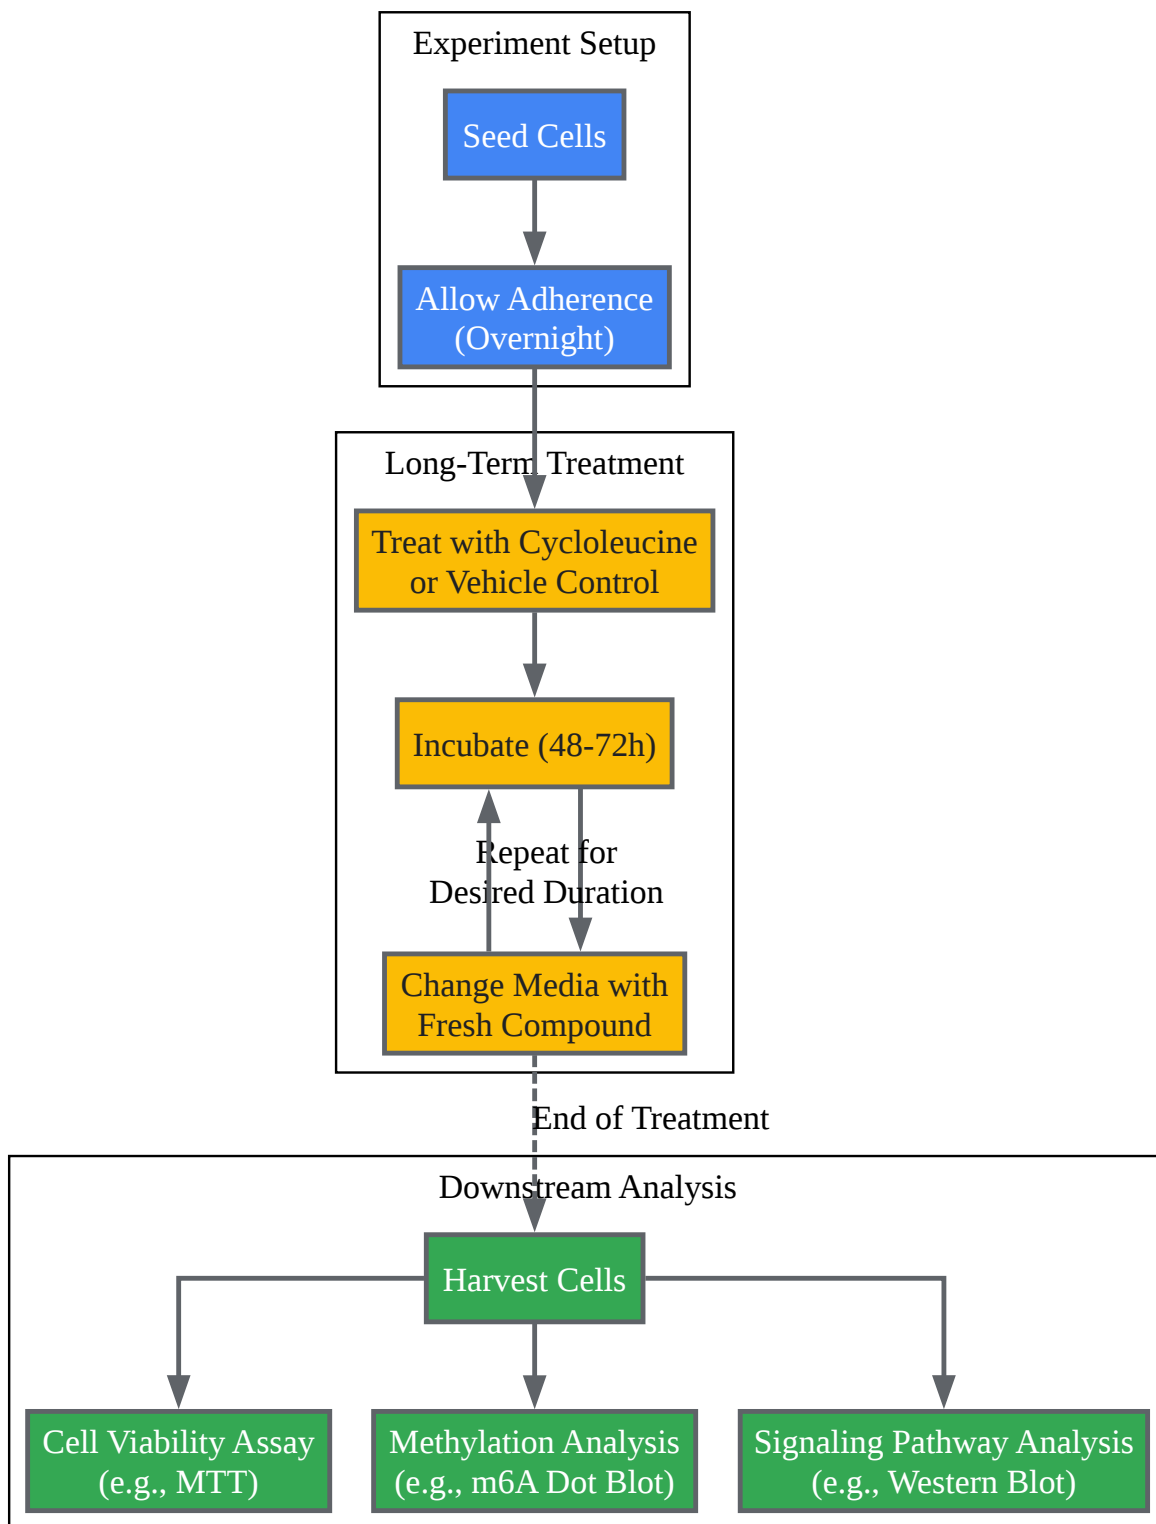 Experiment Setup
Seed Cells
Allow Adherence
(Overnight)
Long-Term Treatment
Treat with Cycloleucine
or Vehicle Control
Incubate (48-72h)
Repeat for
Desired Duration
Change Media with
Fresh Compound
End of Treatment
Downstream Analysis
Harvest Cells
Cell Viability Assay
(e.g., MTT)
Methylation Analysis
(e.g., m6A Dot Blot)
Signaling Pathway Analysis
(e.g., Western Blot)